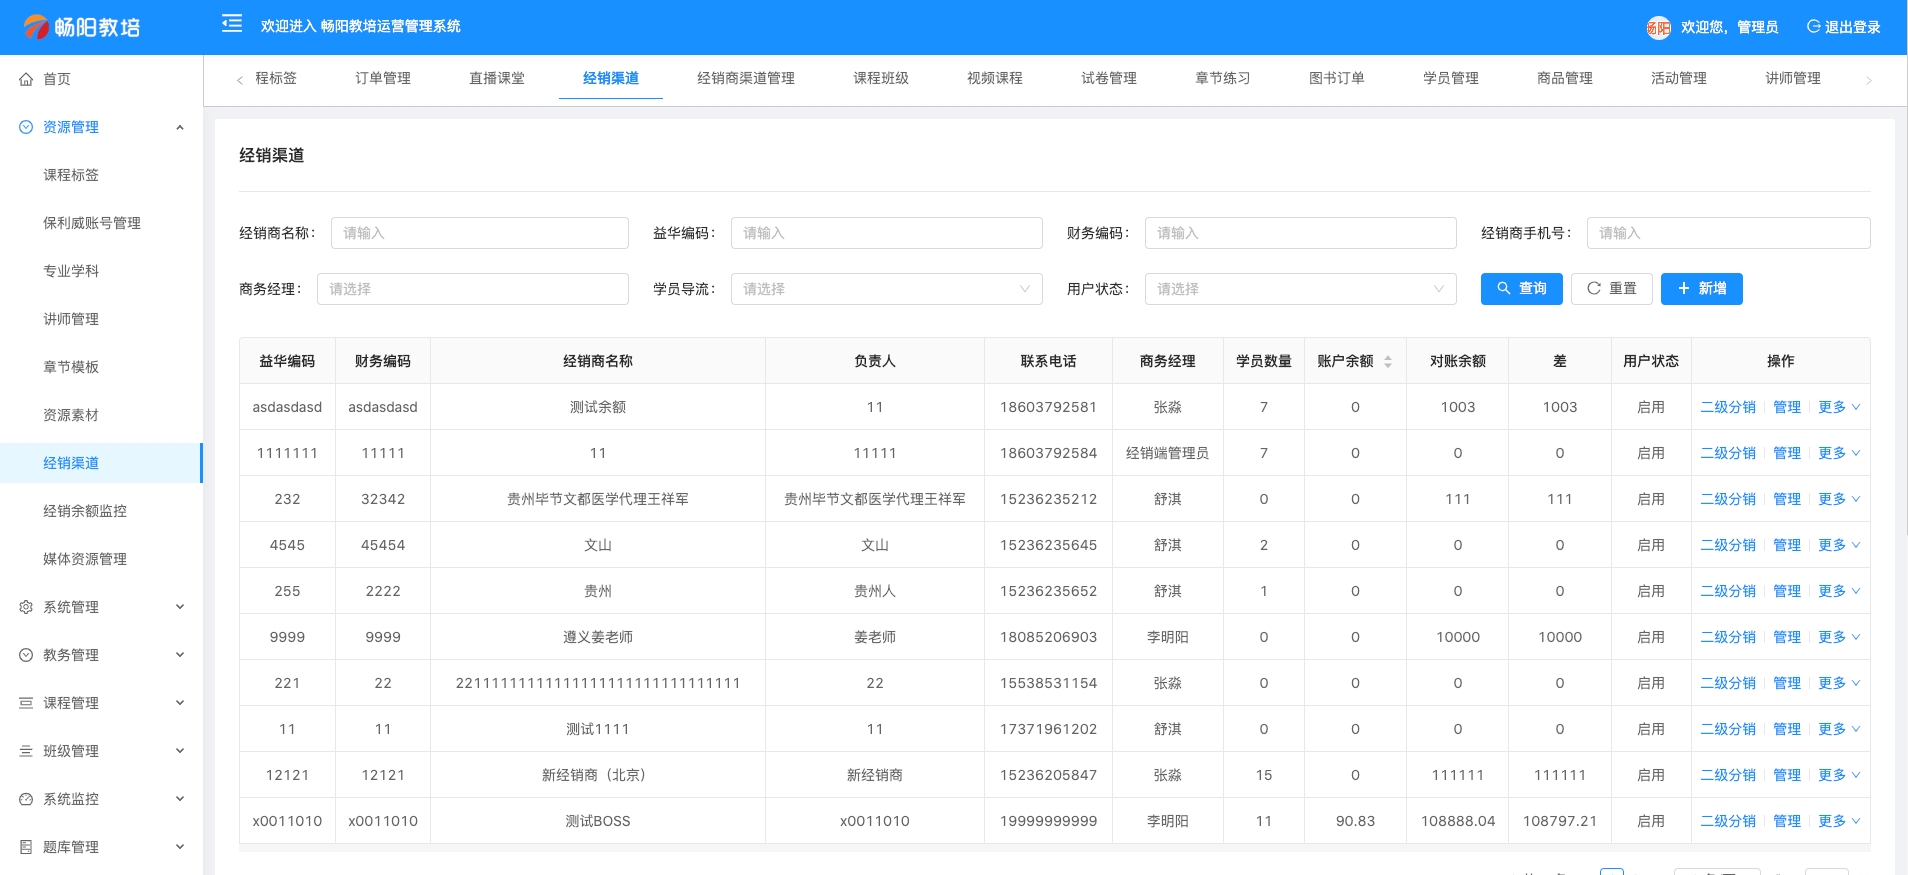 畅阳教培
欢迎进入 畅阳教培运营管理系统
畅阳 欢迎您，管理员 退出登录
首页
资源管理
课程标签
保利威账号管理
专业学科
讲师管理
章节模板
资源素材
经销渠道
经销余额监控
媒体资源管理
系统管理
教务管理
课程管理
班级管理
系统监控
题库管理
程标签 订单管理 直播课堂 经销渠道 经销商渠道管理 课程班级 视频课程 试卷管理 章节练习 图书订单 学员管理 商品管理 活动管理 讲师管理
经销渠道
经销商名称： 请输入 益华编码： 请输入 财务编码： 请输入 经销商手机号： 请输入
商务经理： 请选择 学员导流： 请选择 用户状态： 请选择 查询 重置 新增
益华编码 财务编码 经销商名称 负责人 联系电话 商务经理 学员数量 账户余额 对账余额 差 用户状态 操作
asdasdasd asdasdasd 测试余额 11 18603792581 张淼 7 0 1003 1003 启用 二级分销 管理 更多
1111111 11111 11 11111 18603792584 经销端管理员 7 0 0 0 启用 二级分销 管理 更多
232 32342 贵州毕节文都医学代理王祥军 贵州毕节文都医学代理王祥军 15236235212 舒淇 0 0 111 111 启用 二级分销 管理 更多
4545 45454 文山 文山 15236235645 舒淇 2 0 0 0 启用 二级分销 管理 更多
255 2222 贵州 贵州人 15236235652 舒淇 1 0 0 0 启用 二级分销 管理 更多
9999 9999 遵义姜老师 姜老师 18085206903 李明阳 0 0 10000 10000 启用 二级分销 管理 更多
221 22 22111111111111111111111111111111 22 15538531154 张淼 0 0 0 0 启用 二级分销 管理 更多
11 11 测试1111 11 17371961202 舒淇 0 0 0 0 启用 二级分销 管理 更多
12121 12121 新经销商（北京） 新经销商 15236205847 张淼 15 0 111111 111111 启用 二级分销 管理 更多
x0011010 x0011010 测试BOSS x0011010 19999999999 李明阳 11 90.83 108888.04 108797.21 启用 二级分销 管理 更多